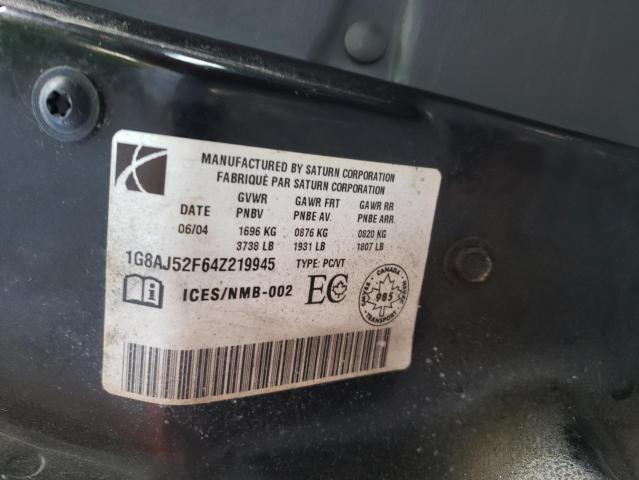 MANUFACTURED BY SATURN CORPORATION
FABRIQUÉ PAR SATURN CORPORATION
GVWR GAWR FRT GAWR RR
DATE PNBV PNBE AV. PNBE ARR.
06/04 1696 KG 0876 KG 0820 KG
3738 LB 1931 LB 1807 LB
1G8AJ52F64Z219945 TYPE: PC/VT
ICES/NMB-002 EC
CANADA
985
TRANSPORT